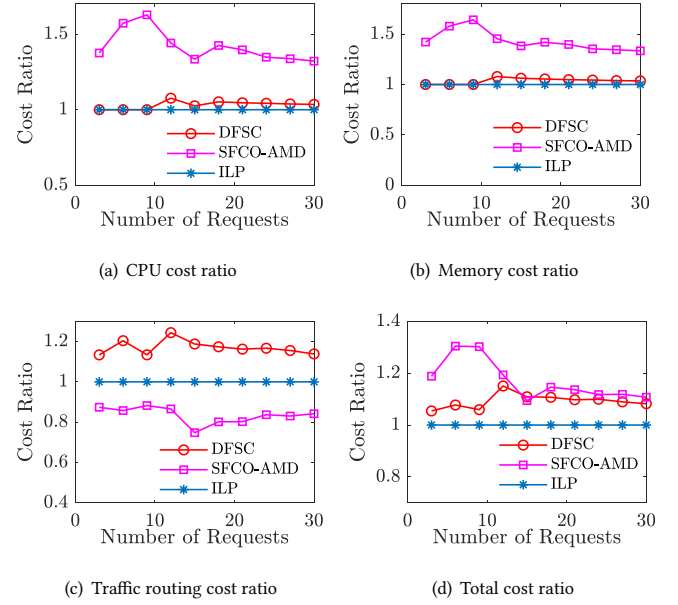 1.5
1
0.5
Cost Ratio
DFSC
SFCO-AMD
ILP
0 10 20 30
Number of Requests
(a) CPU cost ratio
1.5
1
0.5
0
Cost Ratio
DFSC
SFCO-AMD
ILP
0 10 20 30
Number of Requests
(b) Memory cost ratio
1.2
1
0.8
0.6
0.4
Cost Ratio
DFSC
SFCO-AMD
ILP
0 10 20 30
Number of Requests
(c) Traffic routing cost ratio
1.4
1.2
1
0.8
Cost Ratio
DFSC
SFCO-AMD
ILP
0 10 20 30
Number of Requests
(d) Total cost ratio